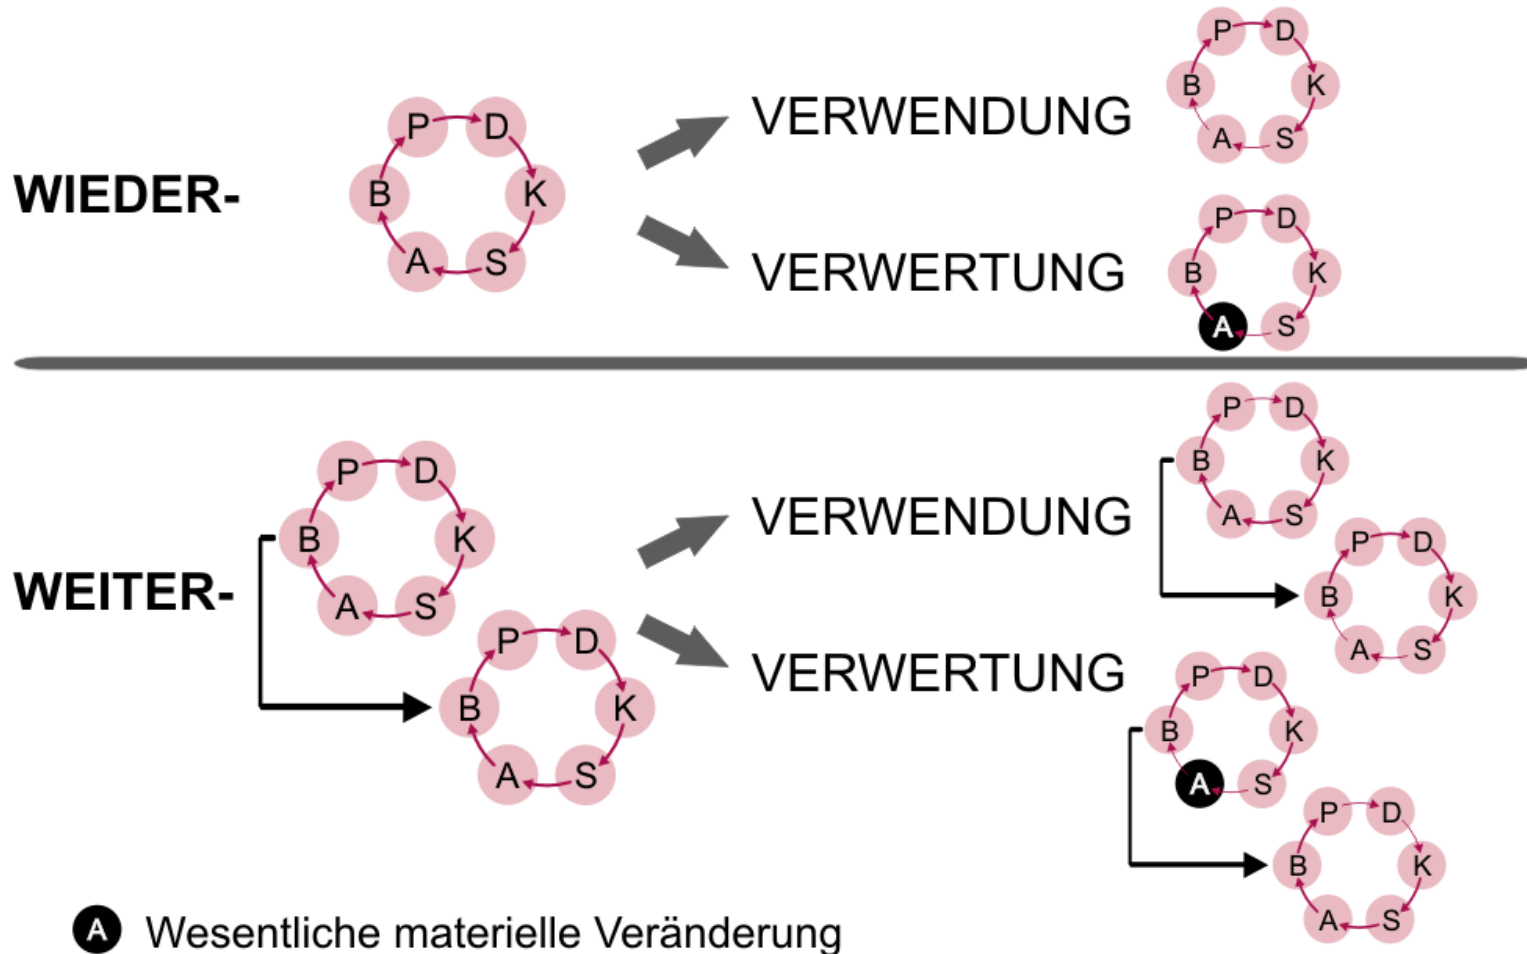 WIEDER-
P D
B K
A S
VERWENDUNG
P D
B K
A S
VERWERTUNG
P D
B K
A S
WEITER-
P D
B K
A S
P D
B K
A S
VERWENDUNG
P D
B K
A S
P D
B K
A S
VERWERTUNG
P D
B K
A S
P D
B K
A S
A Wesentliche materielle Veränderung